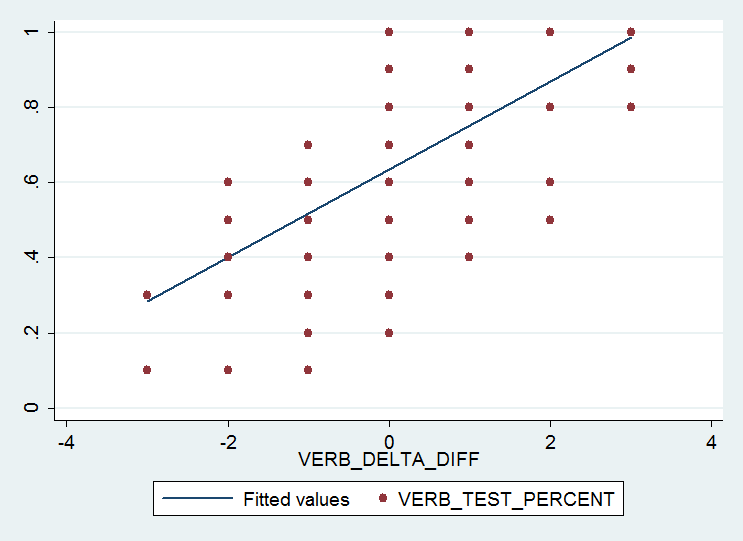 1
.8
.6
.4
.2
0
-4 -2 0 2 4
VERB_DELTA_DIFF
Fitted values VERB_TEST_PERCENT